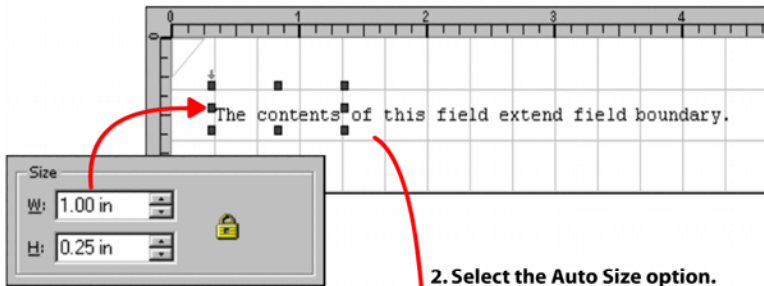 0 1 2 3 4
The contents of this field extend field boundary.
Size
W: 1.00 in
H: 0.25 in
2. Select the Auto Size option.